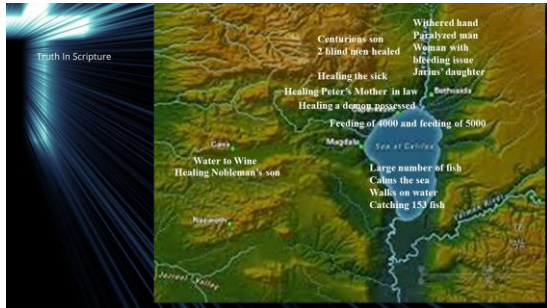 Truth In Scripture
Centurions son
2 blind men healed
Healing the sick
Healing Peter's Mother in law
Healing a demon possessed
Withered hand
Paralyzed man
Woman with
bleeding issue
Jarius' daughter
Bethsaida
Feeding of 4000 and feeding of 5000
Magdala
Sea of Galilee
Cana
Water to Wine
Healing Nobleman's son
Large number of fish
Calms the sea
Walks on water
Catching 153 fish
Nazareth
Yarmuk River
Jezreel Valley